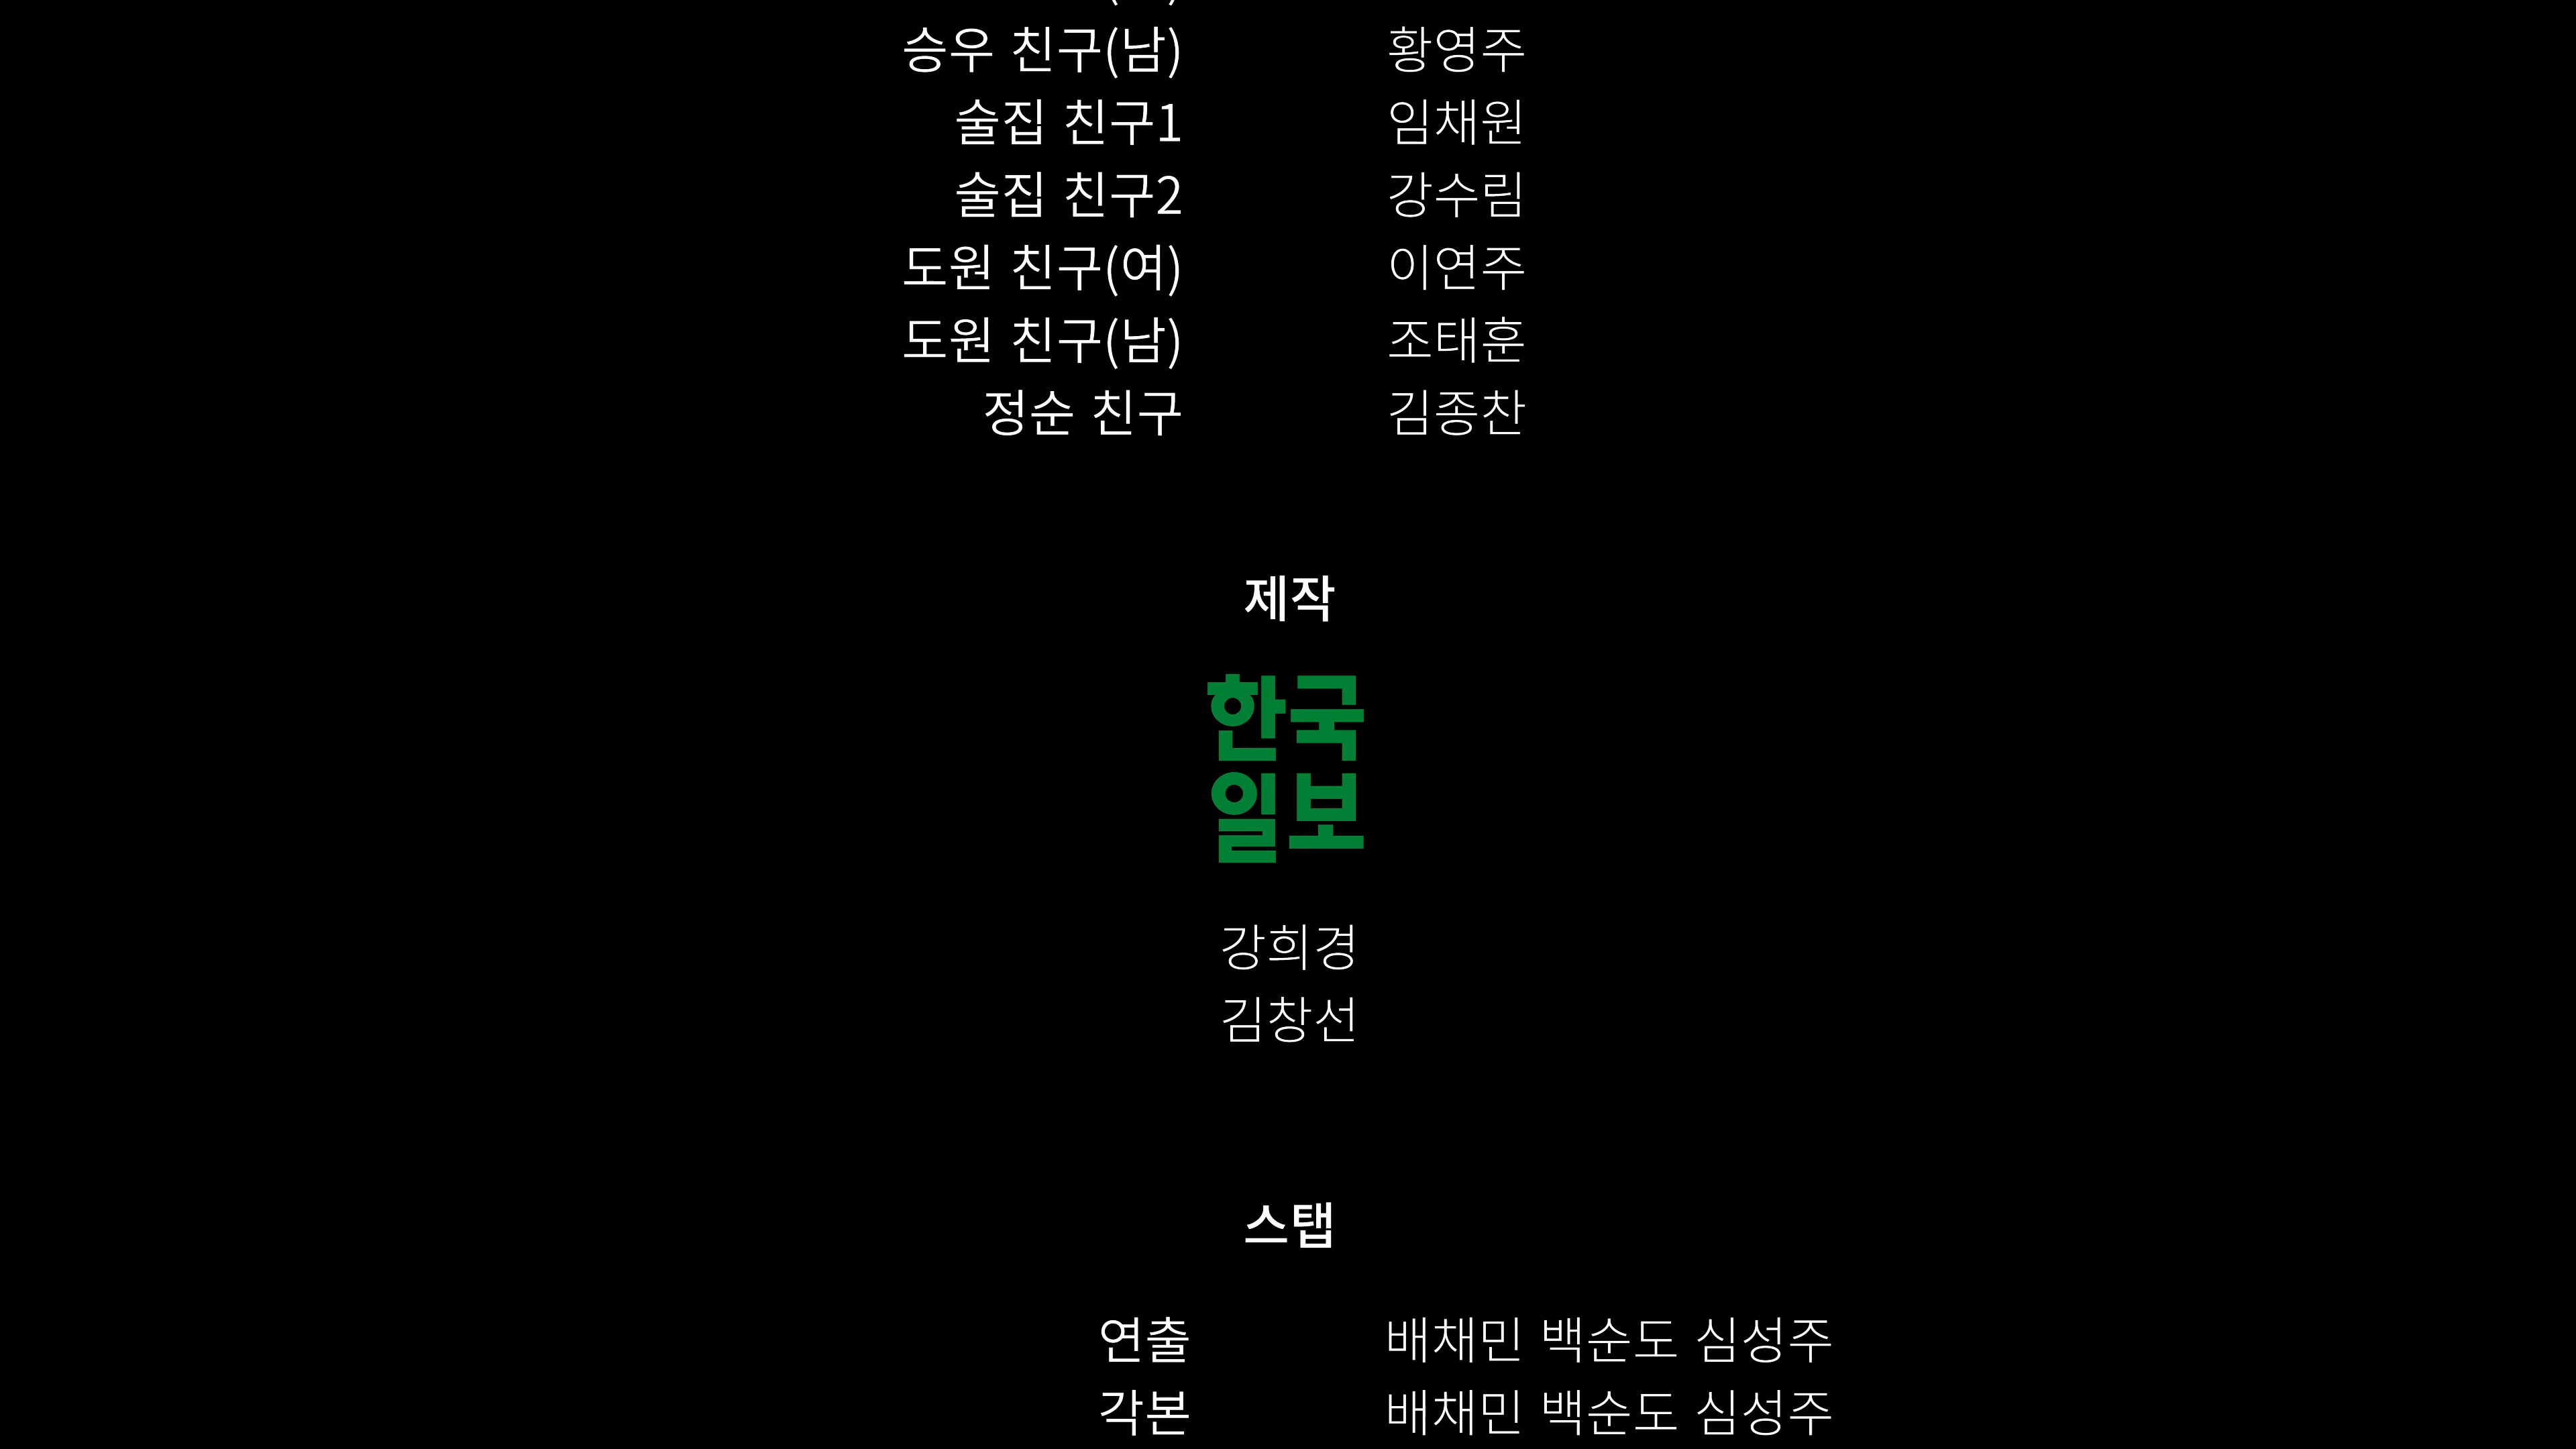 승우 친구(남) 황영주
술집 친구1 임채원
술집 친구2 강수림
도원 친구(여) 이연주
도원 친구(남) 조태훈
정순 친구 김종찬
제작
한국
일보
강희경
김창선
스탭
연출 배채민 백순도 심성주
각본 배채민 백순도 심성주